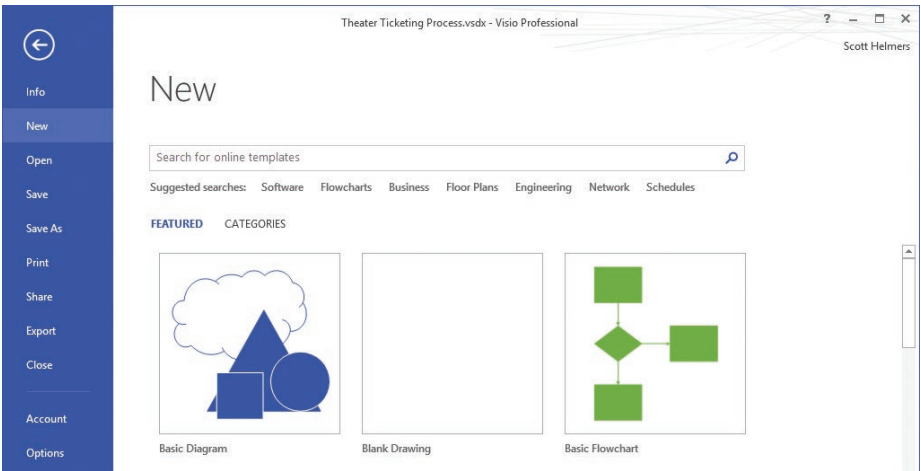 Theater Ticketing Process.vsdx - Visio Professional
?
Scott Helmers
Info
New
Open
Save
Save As
Print
Share
Export
Close
Account
Options
New
Search for online templates
Suggested searches: Software Flowcharts Business Floor Plans Engineering Network Schedules
FEATURED CATEGORIES
Basic Diagram Blank Drawing Basic Flowchart